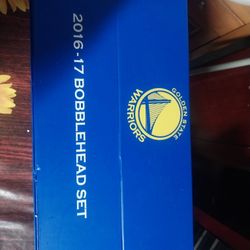 GOLDEN STATE
WARRIORS
2016-17 BOBBLEHEAD SET